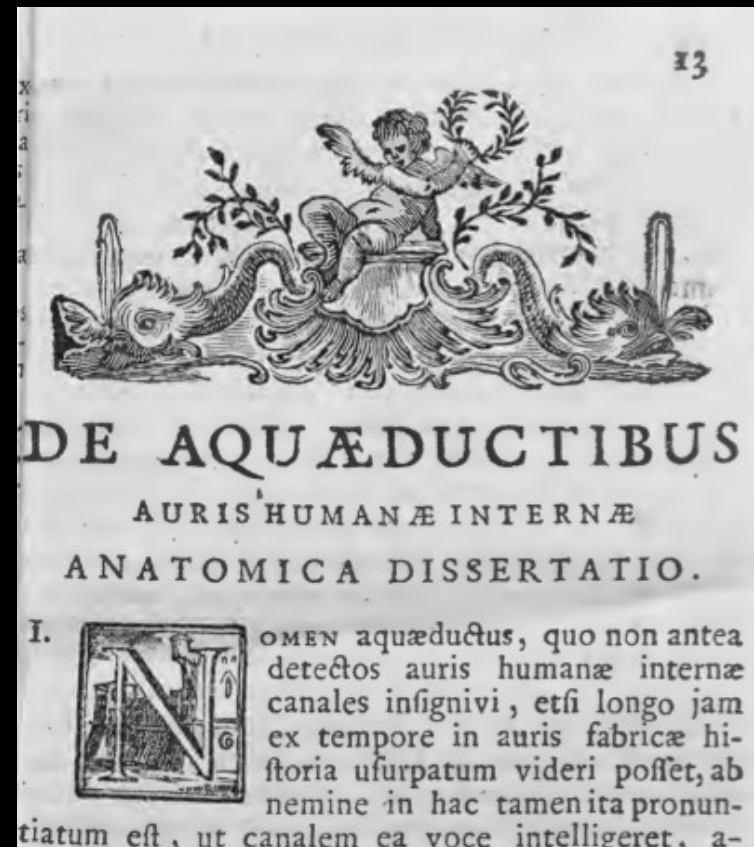 13
DE AQUÆDUCTIBUS
AURIS HUMANÆ INTERNÆ
ANATOMICA DISSERTATIO.
I. NOMEN aquæductus, quo non antea
detectos auris humanæ internæ
canales inſignivi, etſi longo jam
ex tempore in auris fabricæ hi-
ſtoria uſurpatum videri poſſet, ab
nemine in hac tamen ita pronun-
tiatum eſt, ut canalem ea voce intelligeret, a-